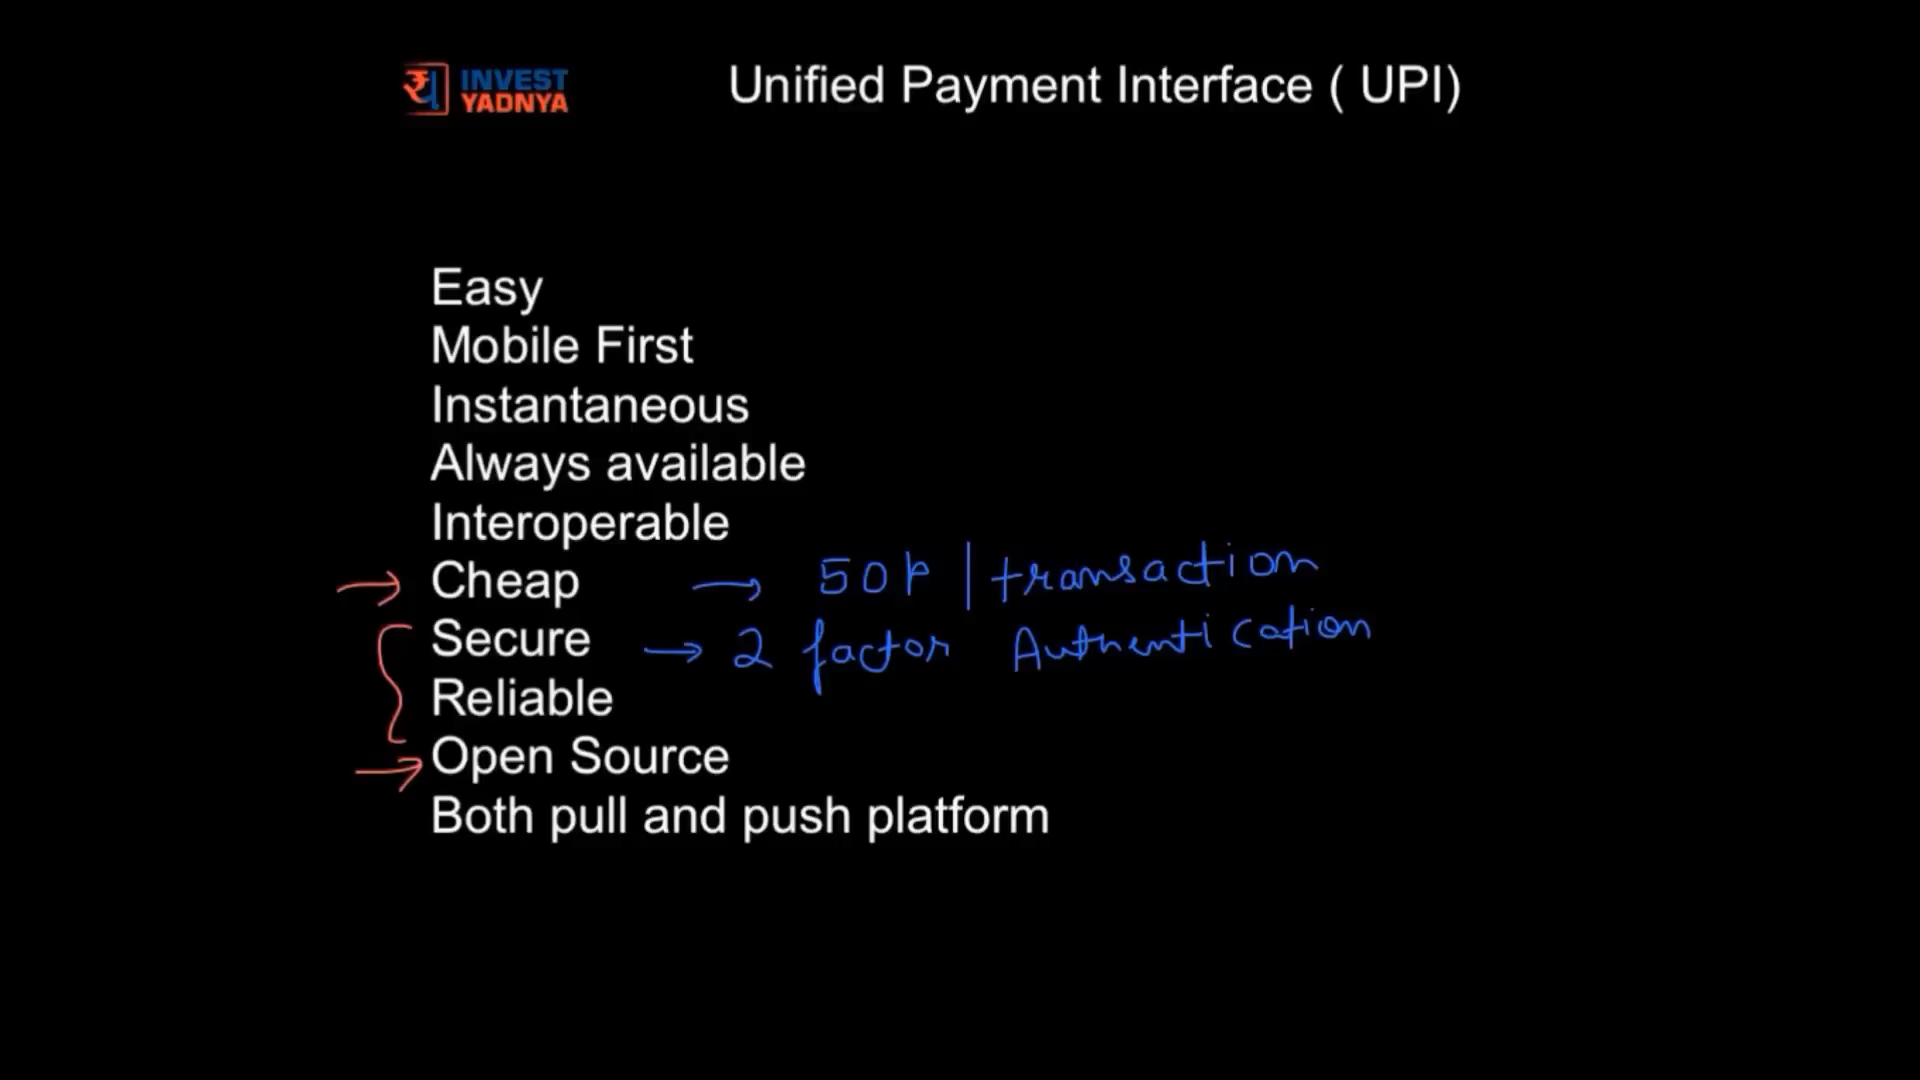 INVEST
YADNYA
Unified Payment Interface ( UPI)
Easy
Mobile First
Instantaneous
Always available
Interoperable
Cheap → 50p | transaction
Secure → 2 factor Authentication
Reliable
Open Source
Both pull and push platform